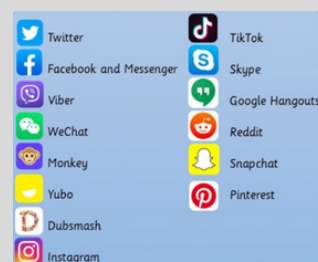 Twitter
Facebook and Messenger
Viber
WeChat
Monkey
Yubo
Dubsmash
Instagram
TikTok
Skype
Google Hangouts
Reddit
Snapchat
Pinterest